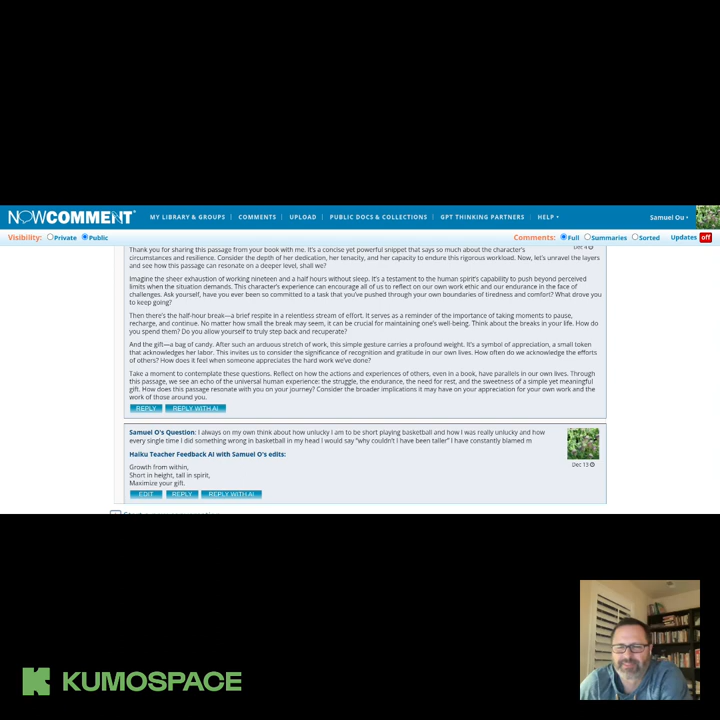 NOWCOMMENT
MY LIBRARY & GROUPS | COMMENTS | UPLOAD | PUBLIC DOCS & COLLECTIONS | GPT THINKING PARTNERS | HELP
Samuel Ou
Visibility: Private Public
Comments: Full Summaries Sorted Updates off
Thank you for sharing this passage from your book with me. It's a concise yet powerful snippet that says so much about the character's
circumstances and resilience. Consider the depth of her dedication, her tenacity, and her capacity to endure this rigorous workload. Now, let's unravel the layers
and see how this passage can resonate on a deeper level, shall we?
Imagine the sheer exhaustion of working nineteen and a half hours without sleep. It's a testament to the human spirit's capability to push beyond perceived
limits when the situation demands. This character's experience can encourage all of us to reflect on our own work ethic and our endurance in the face of
challenges. Ask yourself, have you ever been so committed to a task that you've pushed through your own boundaries of tiredness and comfort? What drove you
to keep going?
Then there's the half-hour break—a brief respite in a relentless stream of effort. It serves as a reminder of the importance of taking moments to pause,
recharge, and continue. No matter how small the break may seem, it can be crucial for maintaining one's well-being. Think about the breaks in your life. How do
you spend them? Do you allow yourself to truly step back and recuperate?
And the gift—a bag of candy. After such an arduous stretch of work, this simple gesture carries a profound weight. It's a symbol of appreciation, a small token
that acknowledges her labor. This invites us to consider the significance of recognition and gratitude in our own lives. How often do we acknowledge the efforts
of others? How does it feel when someone appreciates the hard work we've done?
Take a moment to contemplate these questions. Reflect on how the actions and experiences of others, even in a book, have parallels in our own lives. Through
this passage, we see an echo of the universal human experience: the struggle, the endurance, the need for rest, and the sweetness of a simple yet meaningful
gift. How does this passage resonate with you on your journey? Consider the broader implications it may have on your appreciation for perseverance and the
work of those around you.
REPLY REPLY WITH AI
Samuel O's Question: I always on my own think about how unlucky I am to be short playing basketball and how I was really unlucky and how
every single time I did something wrong in basketball in my head I would say "why couldn't I have been taller" I have constantly blamed m
Dec 13
Haiku Teacher Feedback AI with Samuel O's edits:
Growth from within,
Short in height, tall in spirit,
Maximize your gift.
EDIT REPLY REPLY WITH AI
KUMOSPACE